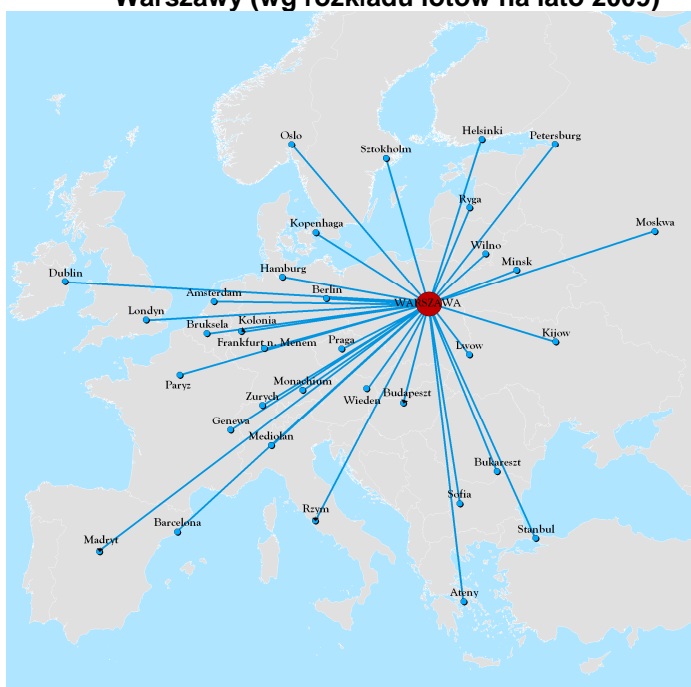 Warszawy (wg rozkładu lotów na lato 2009)
Oslo
Helsinki
Petersburg
Sztokholm
Ryga
Kopenhaga
Moskwa
Wilno
Minsk
Dublin
Hamburg
Berlin
Amsterdam
WARSZAWA
Londyn
Kolonia
Bruksela
Frankfurt n. Menem
Praga
Kijow
Lwow
Paryz
Monachium
Budapeszt
Zurych
Wieden
Genewa
Mediolan
Bukareszt
Sofia
Rzym
Barcelona
Stanbul
Madryt
Ateny